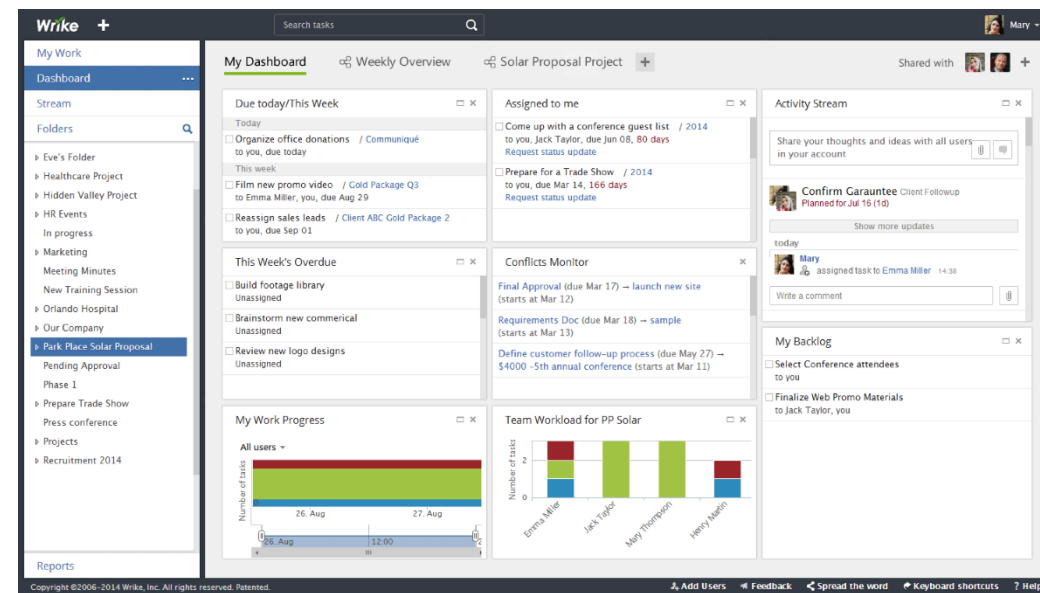 Wrike +
Search tasks
Mary
My Work
Dashboard ...
Stream
Folders
Eve's Folder
Healthcare Project
Hidden Valley Project
HR Events
In progress
Marketing
Meeting Minutes
New Training Session
Orlando Hospital
Our Company
Park Place Solar Proposal
Pending Approval
Phase 1
Prepare Trade Show
Press conference
Projects
Recruitment 2014
Reports
My Dashboard
Weekly Overview
Solar Proposal Project +
Shared with +
Due today/This Week
Today
Organize office donations / Communiqué
to you, due today
This week
Film new promo video / Gold Package Q3
to Emma Miller, you, due Aug 29
Reassign sales leads / Client ABC Gold Package 2
to you, due Sep 01
Assigned to me
Come up with a conference guest list / 2014
to you, Jack Taylor, due Jun 08, 80 days
Request status update
Prepare for a Trade Show / 2014
to you, due Mar 14, 166 days
Request status update
Activity Stream
Share your thoughts and ideas with all users
in your account
Confirm Garauntee Client Followup
Planned for Jul 16 (1d)
Show more updates
today
Mary
assigned task to Emma Miller 14:38
Write a comment
This Week's Overdue
Build footage library
Unassigned
Brainstorm new commerical
Unassigned
Review new logo designs
Unassigned
Conflicts Monitor
Final Approval (due Mar 17) → launch new site
(starts at Mar 12)
Requirements Doc (due Mar 18) → sample
(starts at Mar 13)
Define customer follow-up process (due May 27) →
$4000 -5th annual conference (starts at Mar 11)
My Backlog
Select Conference attendees
to you
Finalize Web Promo Materials
to Jack Taylor, you
My Work Progress
All users
Number of tasks
0
26. Aug
27. Aug
26. Aug
12:00
2
Team Workload for PP Solar
Number of tasks
2
0
Emma Miller
Jack Taylor
Mary Thompson
Henry Martin
Copyright ©2006-2014 Wrike, Inc. All rights reserved. Patented.
Add Users
Feedback
Spread the word
Keyboard shortcuts
? Help